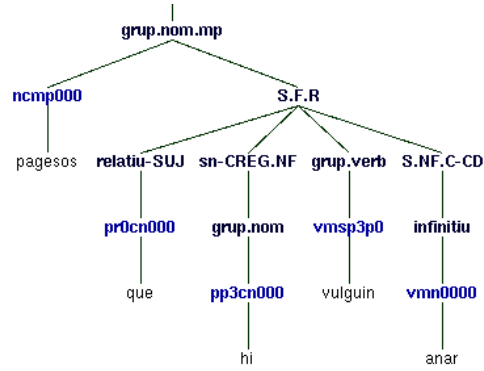 grup.nom.mp
ncmp000 S.F.R
pagesos relatiu-SUJ sn-CREG.NF grup.verb S.NF.C-CD
pr0cn000 grup.nom vmsp3p0 infinitiu
que pp3cn000 vulguin vmn0000
hi anar